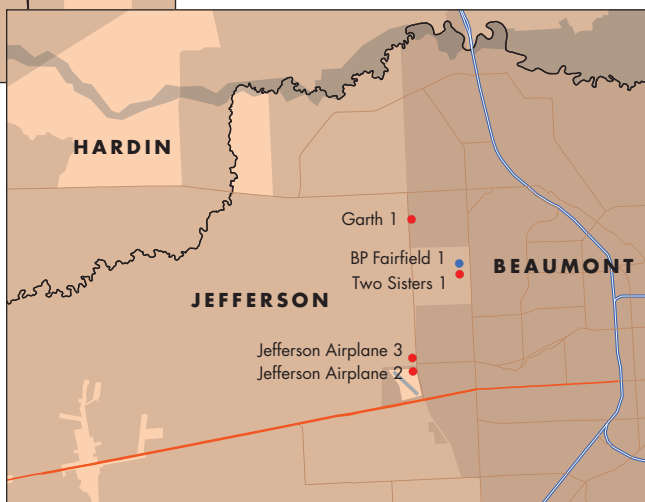 HARDIN
Garth 1
BP Fairfield 1
BEAUMONT
Two Sisters 1
JEFFERSON
Jefferson Airplane 3
Jefferson Airplane 2